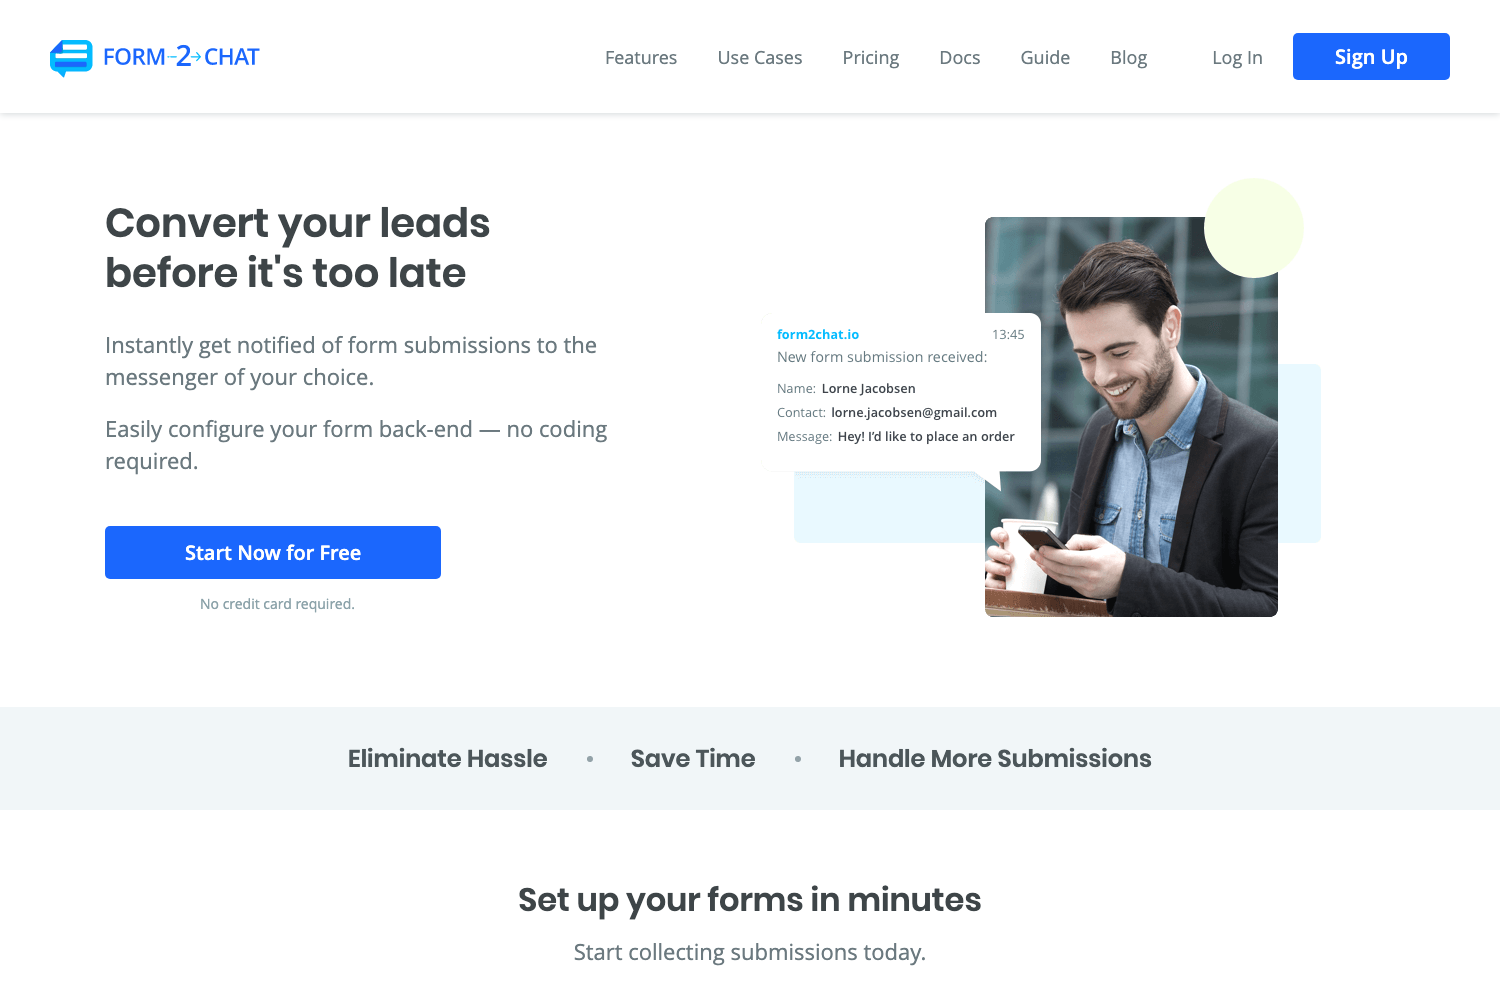 FORM-2→CHAT
Features
Use Cases
Pricing
Docs
Guide
Blog
Log In
Sign Up
Convert your leads
before it's too late
Instantly get notified of form submissions to the
messenger of your choice.
Easily configure your form back-end — no coding
required.
Start Now for Free
No credit card required.
form2chat.io 13:45
New form submission received:
Name: Lorne Jacobsen
Contact: lorne.jacobsen@gmail.com
Message: Hey! I'd like to place an order
Eliminate Hassle • Save Time • Handle More Submissions
Set up your forms in minutes
Start collecting submissions today.